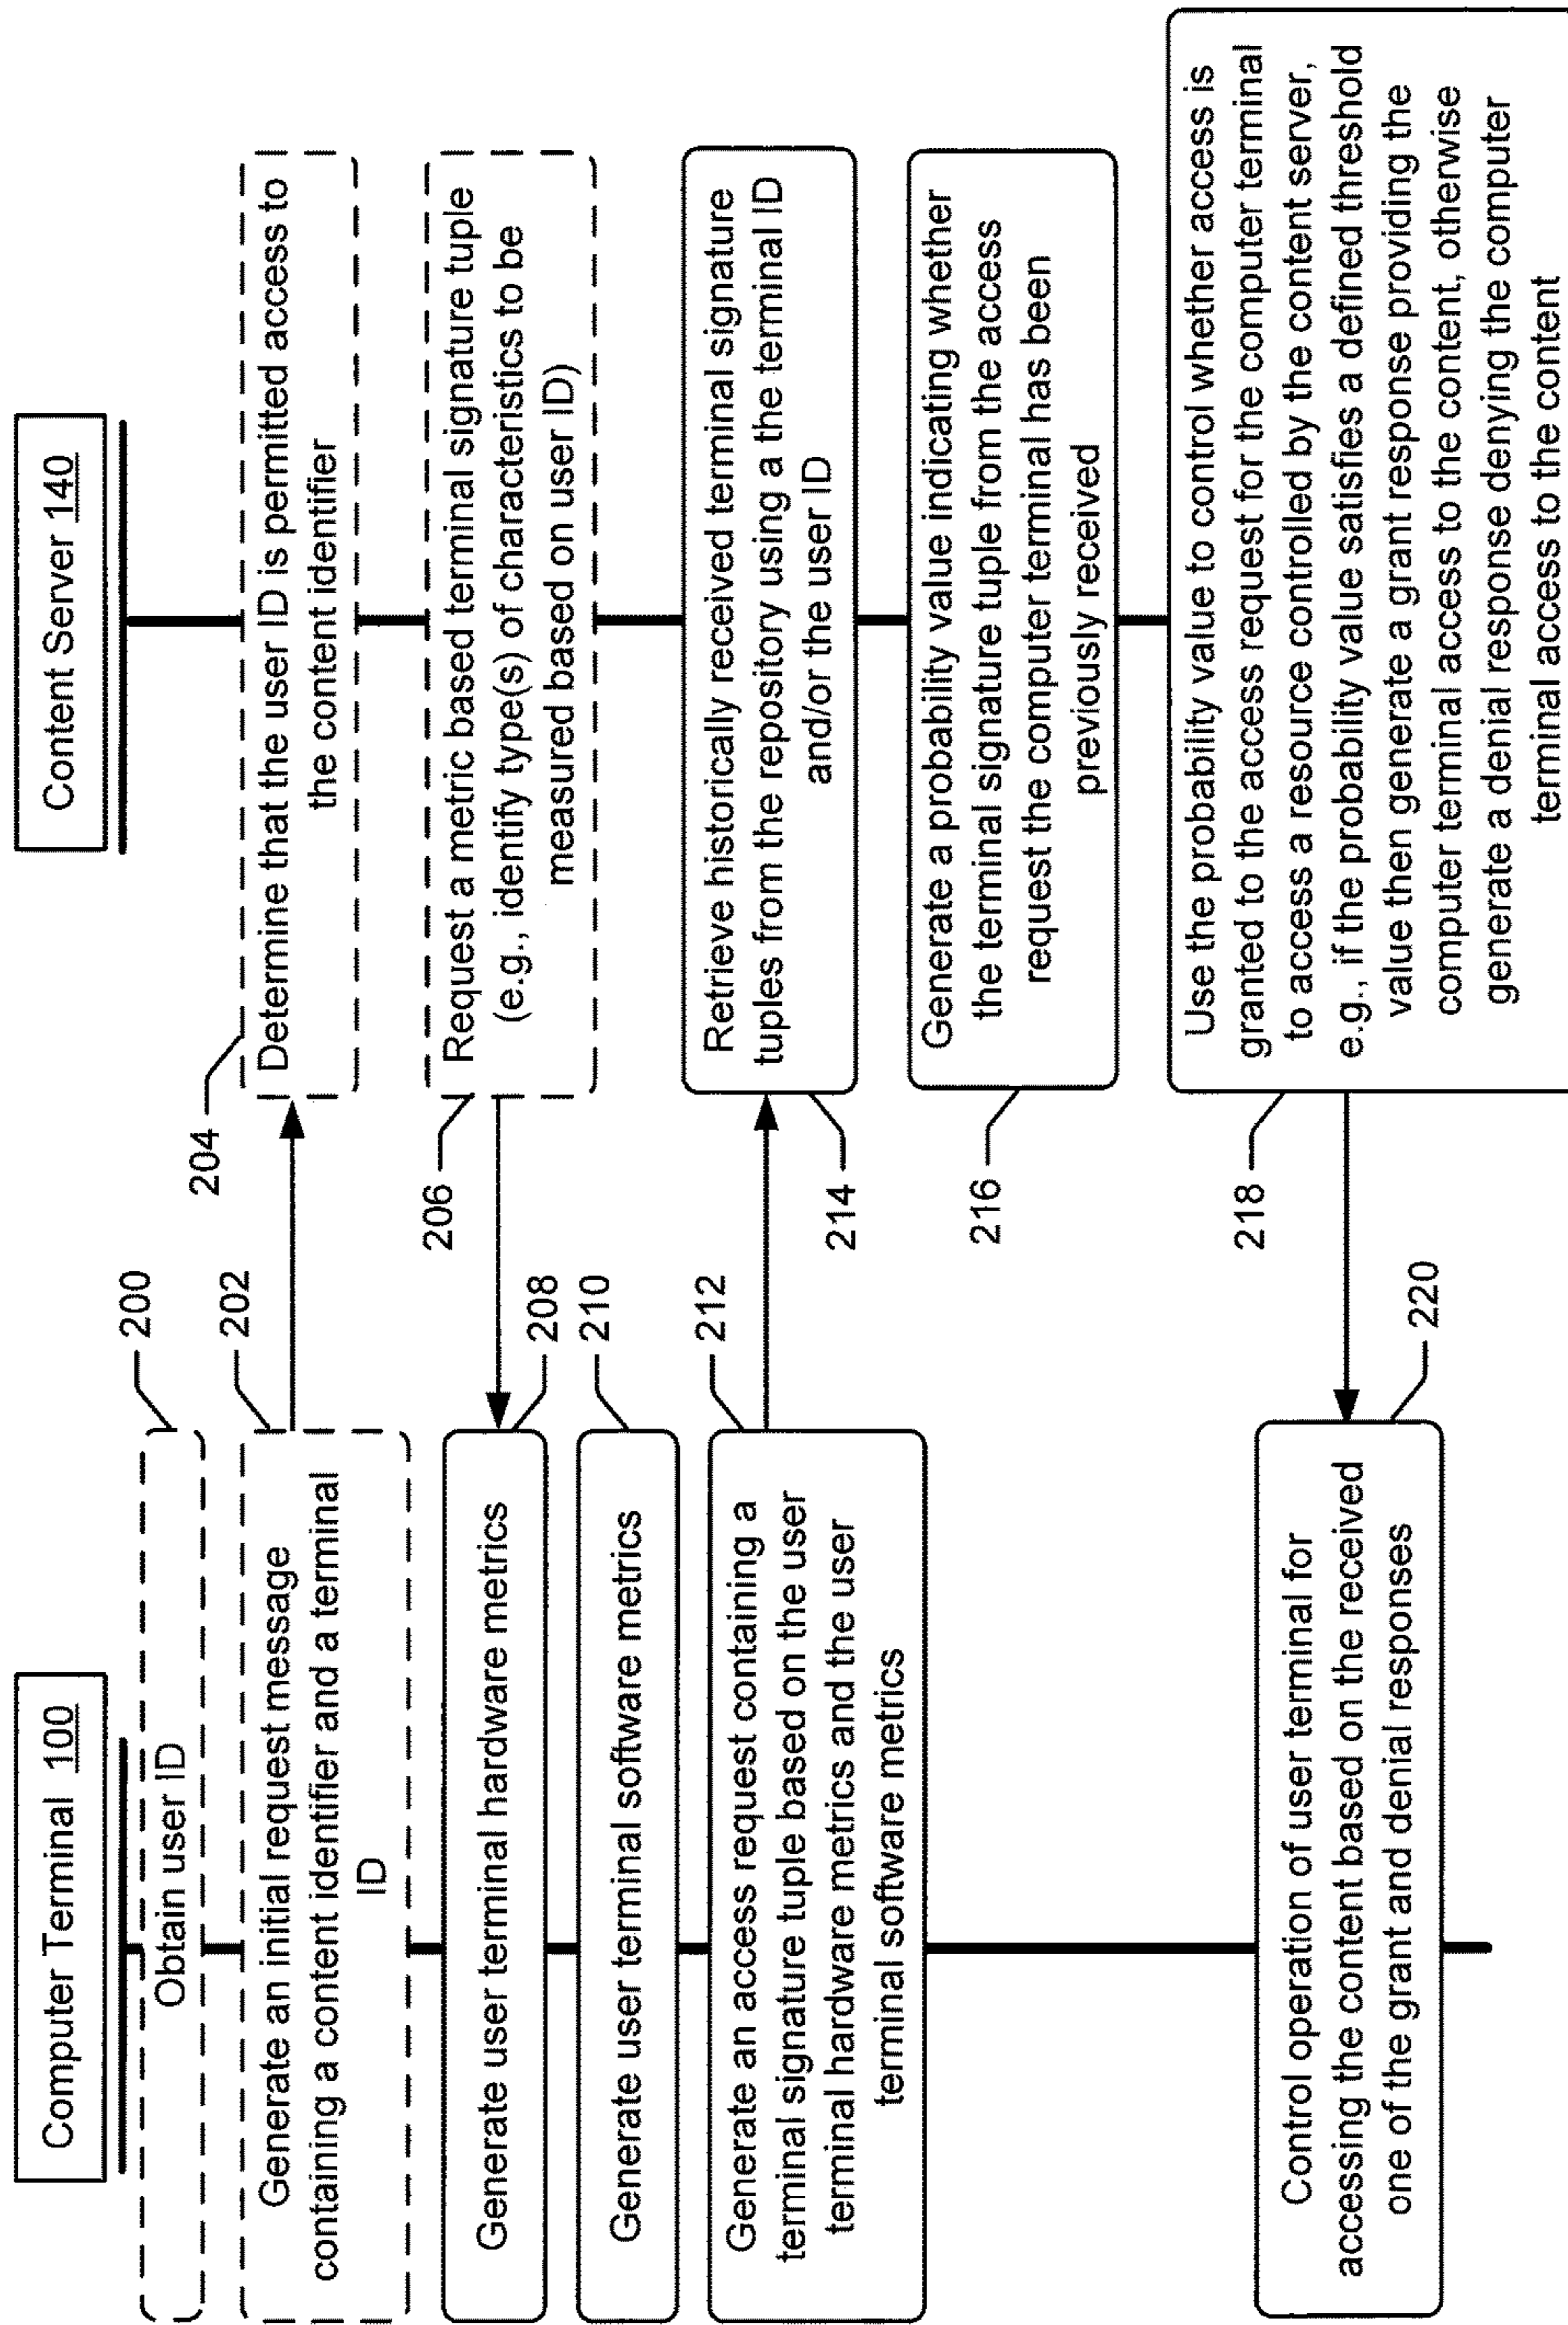 Computer Terminal 100
Content Server 140
200
Obtain user ID
202
Generate an initial request message
containing a content identifier and a terminal
ID
204
Determine that the user ID is permitted access to
the content identifier
206
Request a metric based terminal signature tuple
(e.g., identify type(s) of characteristics to be
measured based on user ID)
208
Generate user terminal hardware metrics
210
Generate user terminal software metrics
212
Generate an access request containing a
terminal signature tuple based on the user
terminal hardware metrics and the user
terminal software metrics
214
Retrieve historically received terminal signature
tuples from the repository using a the terminal ID
and/or the user ID
216
Generate a probability value indicating whether
the terminal signature tuple from the access
request the computer terminal has been
previously received
218
Use the probability value to control whether access is
granted to the access request for the computer terminal
to access a resource controlled by the content server,
e.g., if the probability value satisfies a defined threshold
value then generate a grant response providing the
computer terminal access to the content, otherwise
generate a denial response denying the computer
terminal access to the content
220
Control operation of user terminal for
accessing the content based on the received
one of the grant and denial responses